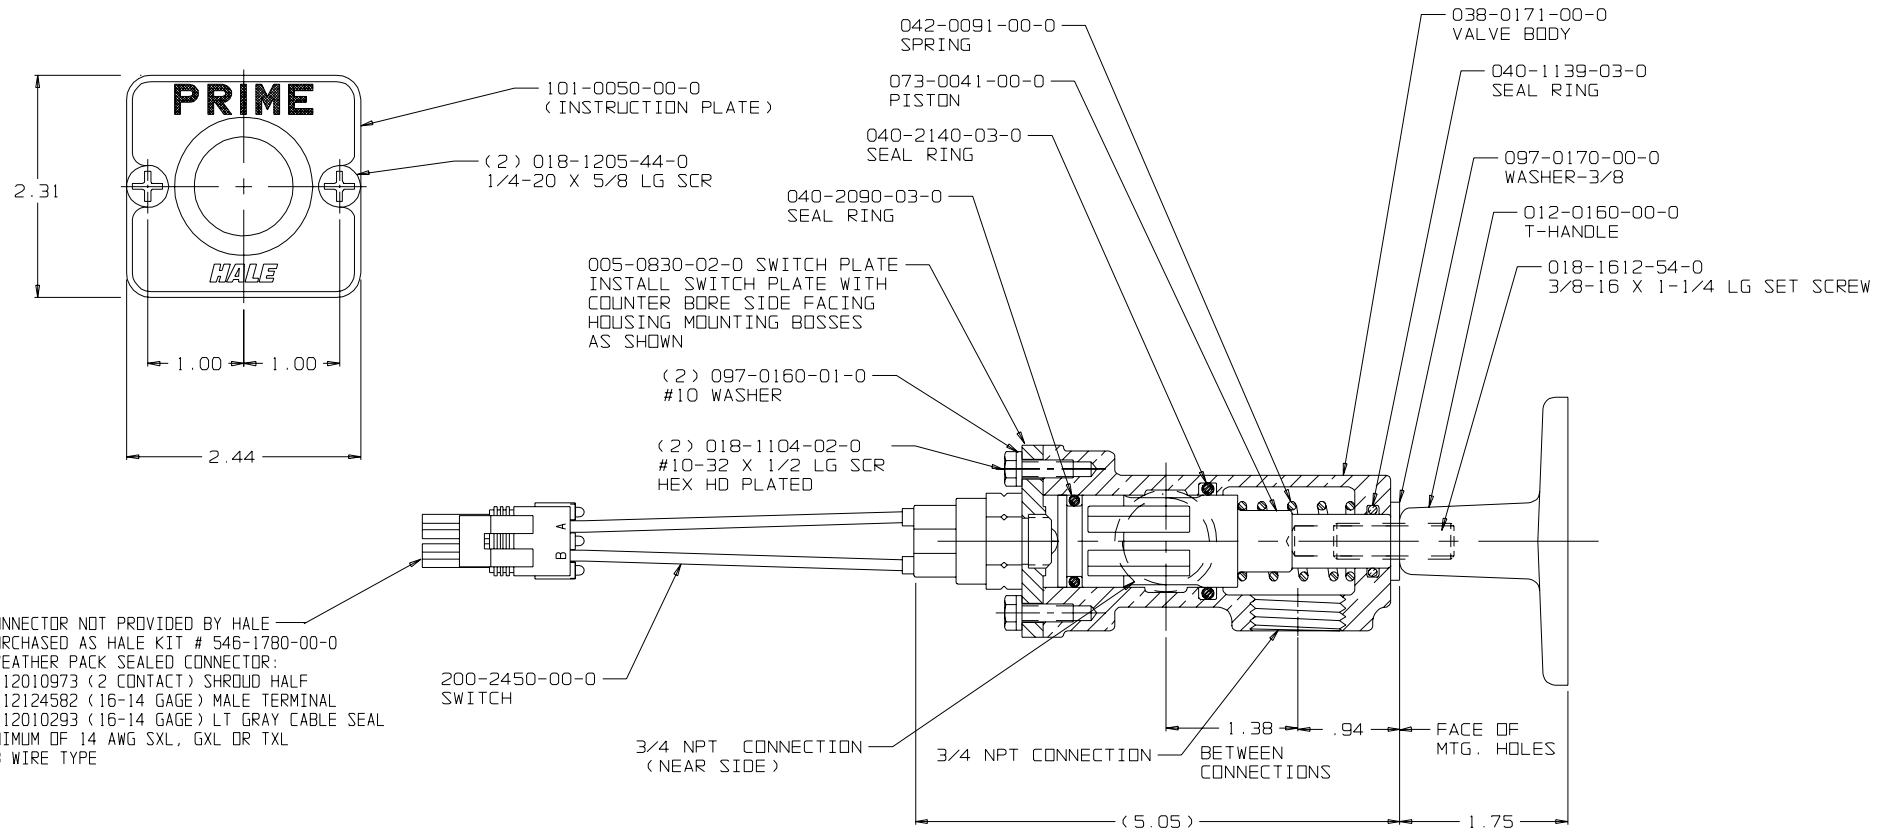 PRIME
HALE
2.31
1.00
1.00
2.44
101-0050-00-0
(INSTRUCTION PLATE)
(2) 018-1205-44-0
1/4-20 X 5/8 LG SCR
042-0091-00-0
SPRING
073-0041-00-0
PISTON
040-2140-03-0
SEAL RING
040-2090-03-0
SEAL RING
005-0830-02-0 SWITCH PLATE
INSTALL SWITCH PLATE WITH
COUNTER BORE SIDE FACING
HOUSING MOUNTING BOSSES
AS SHOWN
(2) 097-0160-01-0
#10 WASHER
(2) 018-1104-02-0
#10-32 X 1/2 LG SCR
HEX HD PLATED
038-0171-00-0
VALVE BODY
040-1139-03-0
SEAL RING
097-0170-00-0
WASHER-3/8
012-0160-00-0
T-HANDLE
018-1612-54-0
3/8-16 X 1-1/4 LG SET SCREW
A
B
NOT PROVIDED BY HALE
AS HALE KIT # 546-1780-00-0
PACK SEALED CONNECTOR:
12010973 (2 CONTACT) SHROUD HALF
12124582 (16-14 GAGE) MALE TERMINAL
12010293 (16-14 GAGE) LT GRAY CABLE SEAL
OF 14 AWG SXL, GXL OR TXL
WIRE TYPE
200-2450-00-0
SWITCH
3/4 NPT CONNECTION
(NEAR SIDE)
3/4 NPT CONNECTION
1.38
BETWEEN
CONNECTIONS
.94
FACE OF
MTG. HOLES
(5.05)
1.75